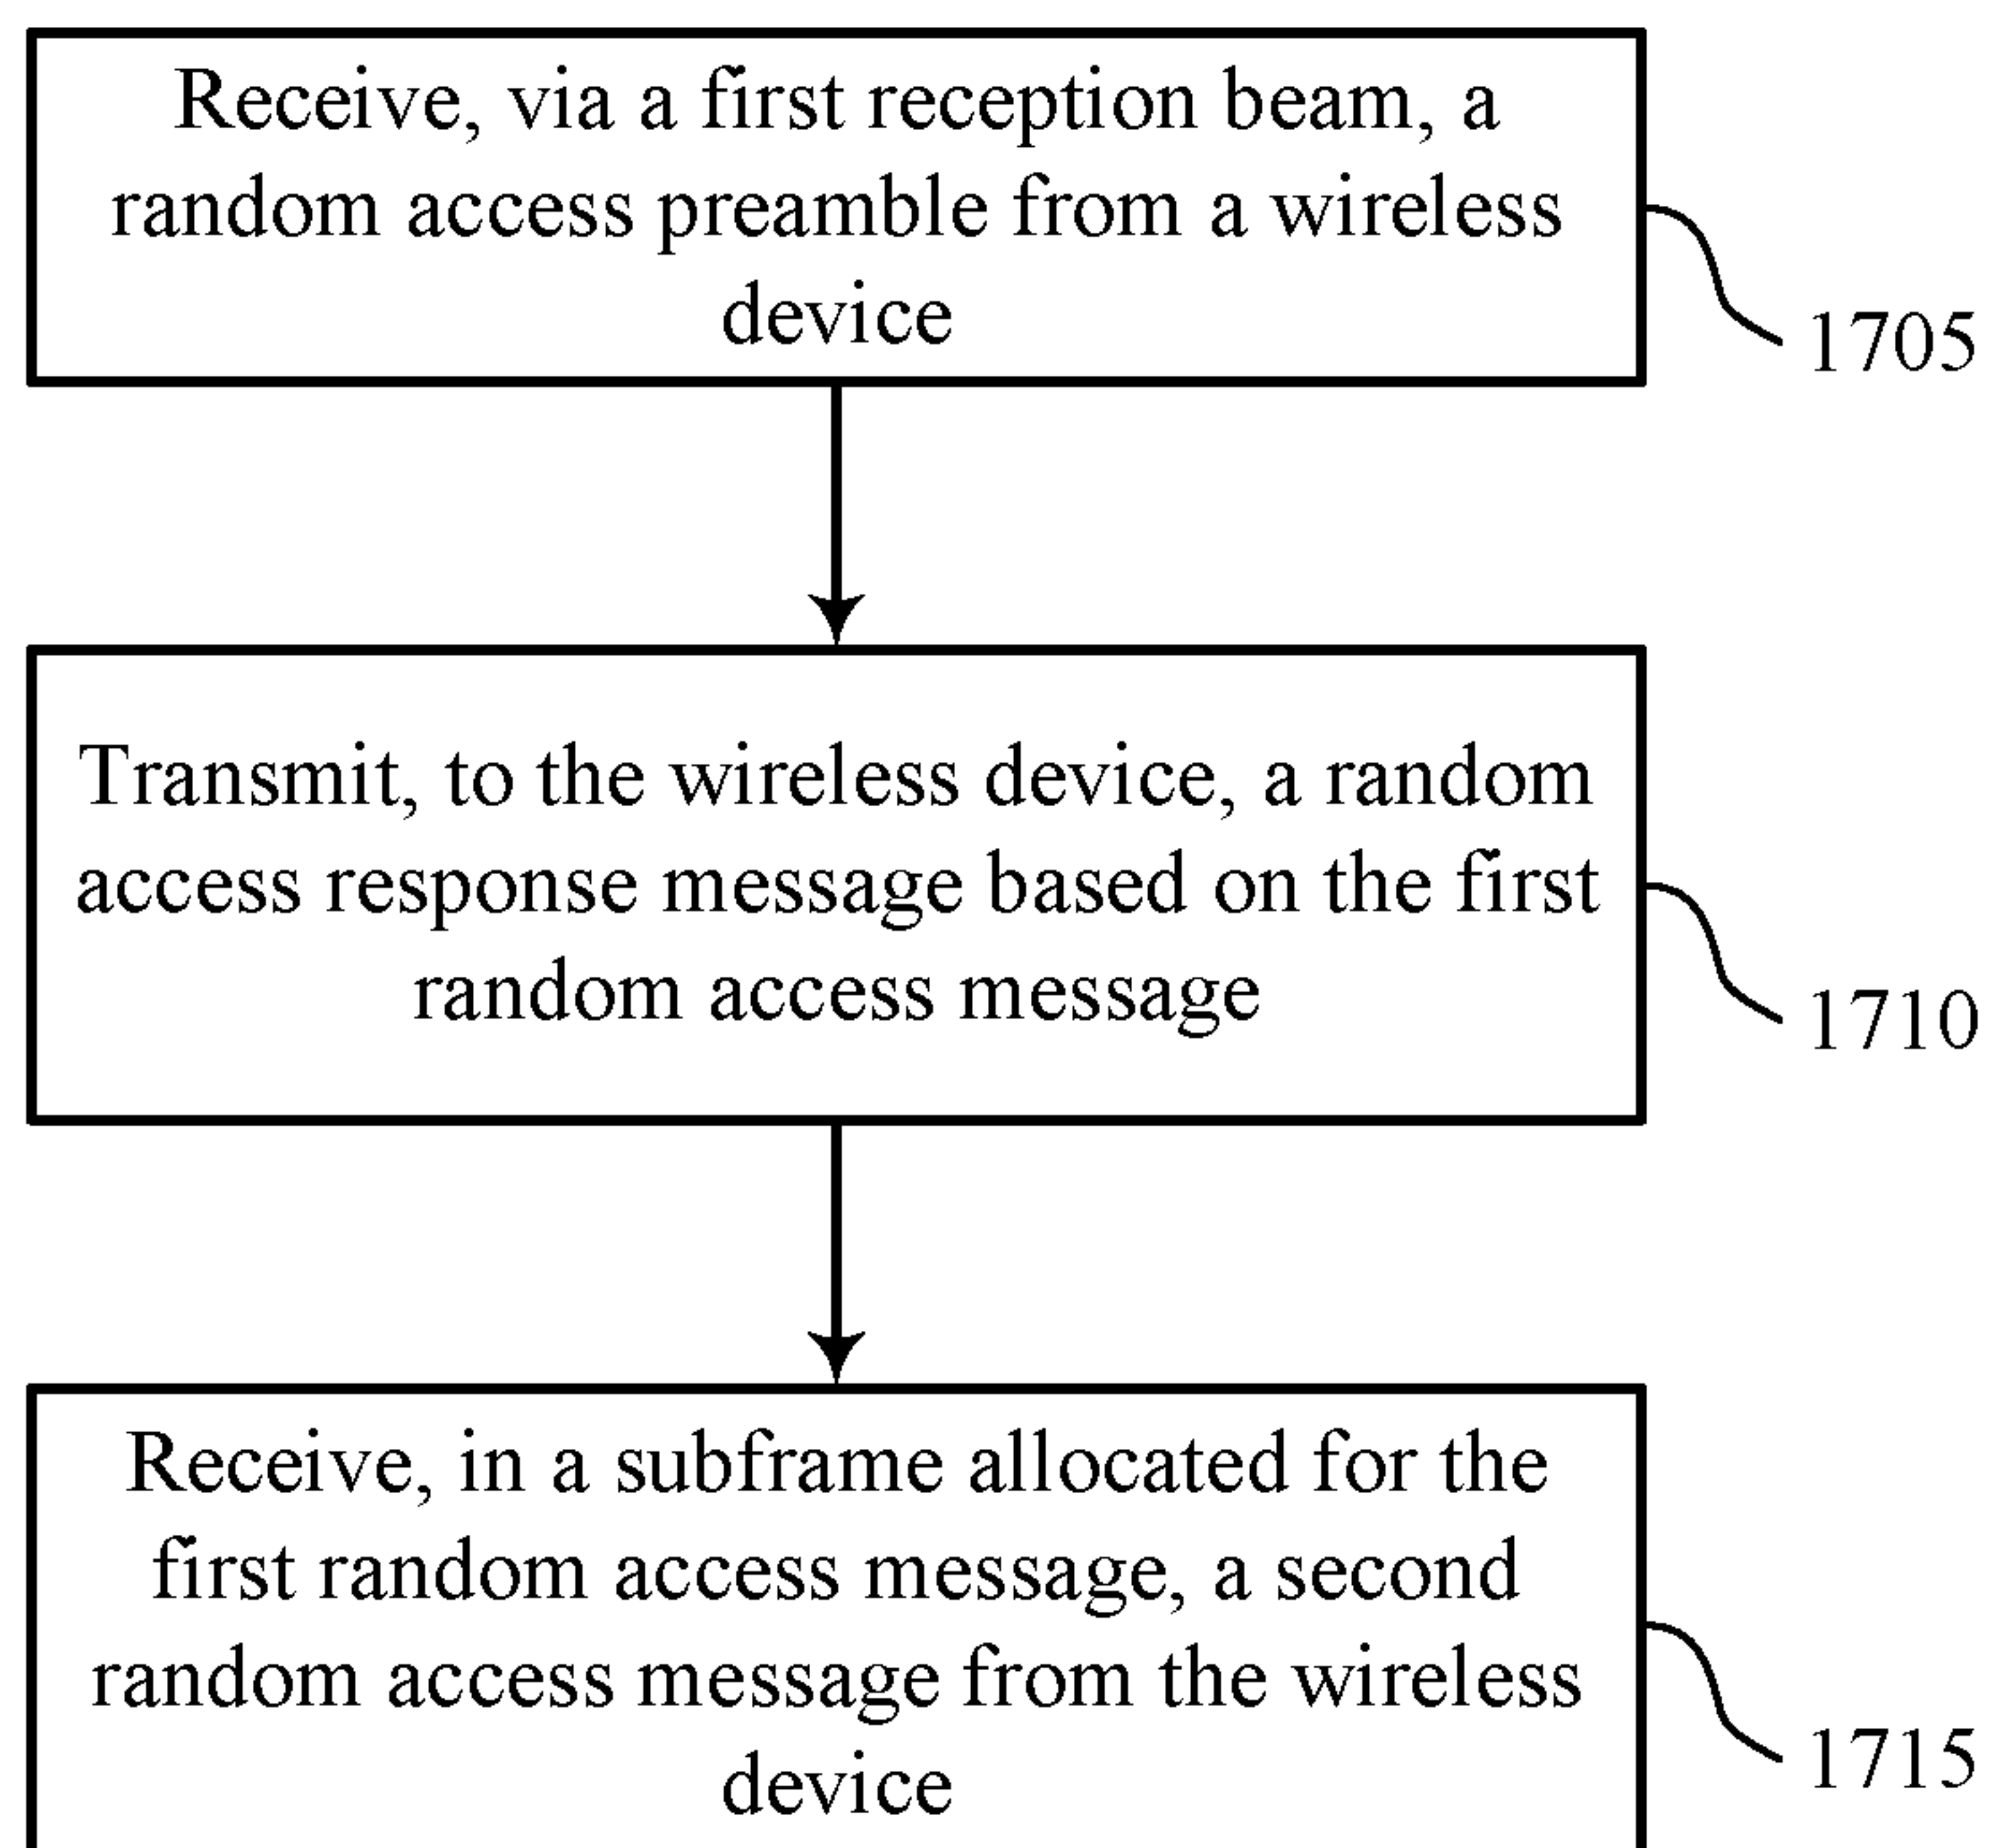 Receive, via a first reception beam, a
random access preamble from a wireless
device
1705
Transmit, to the wireless device, a random
access response message based on the first
random access message
1710
Receive, in a subframe allocated for the
first random access message, a second
random access message from the wireless
device
1715